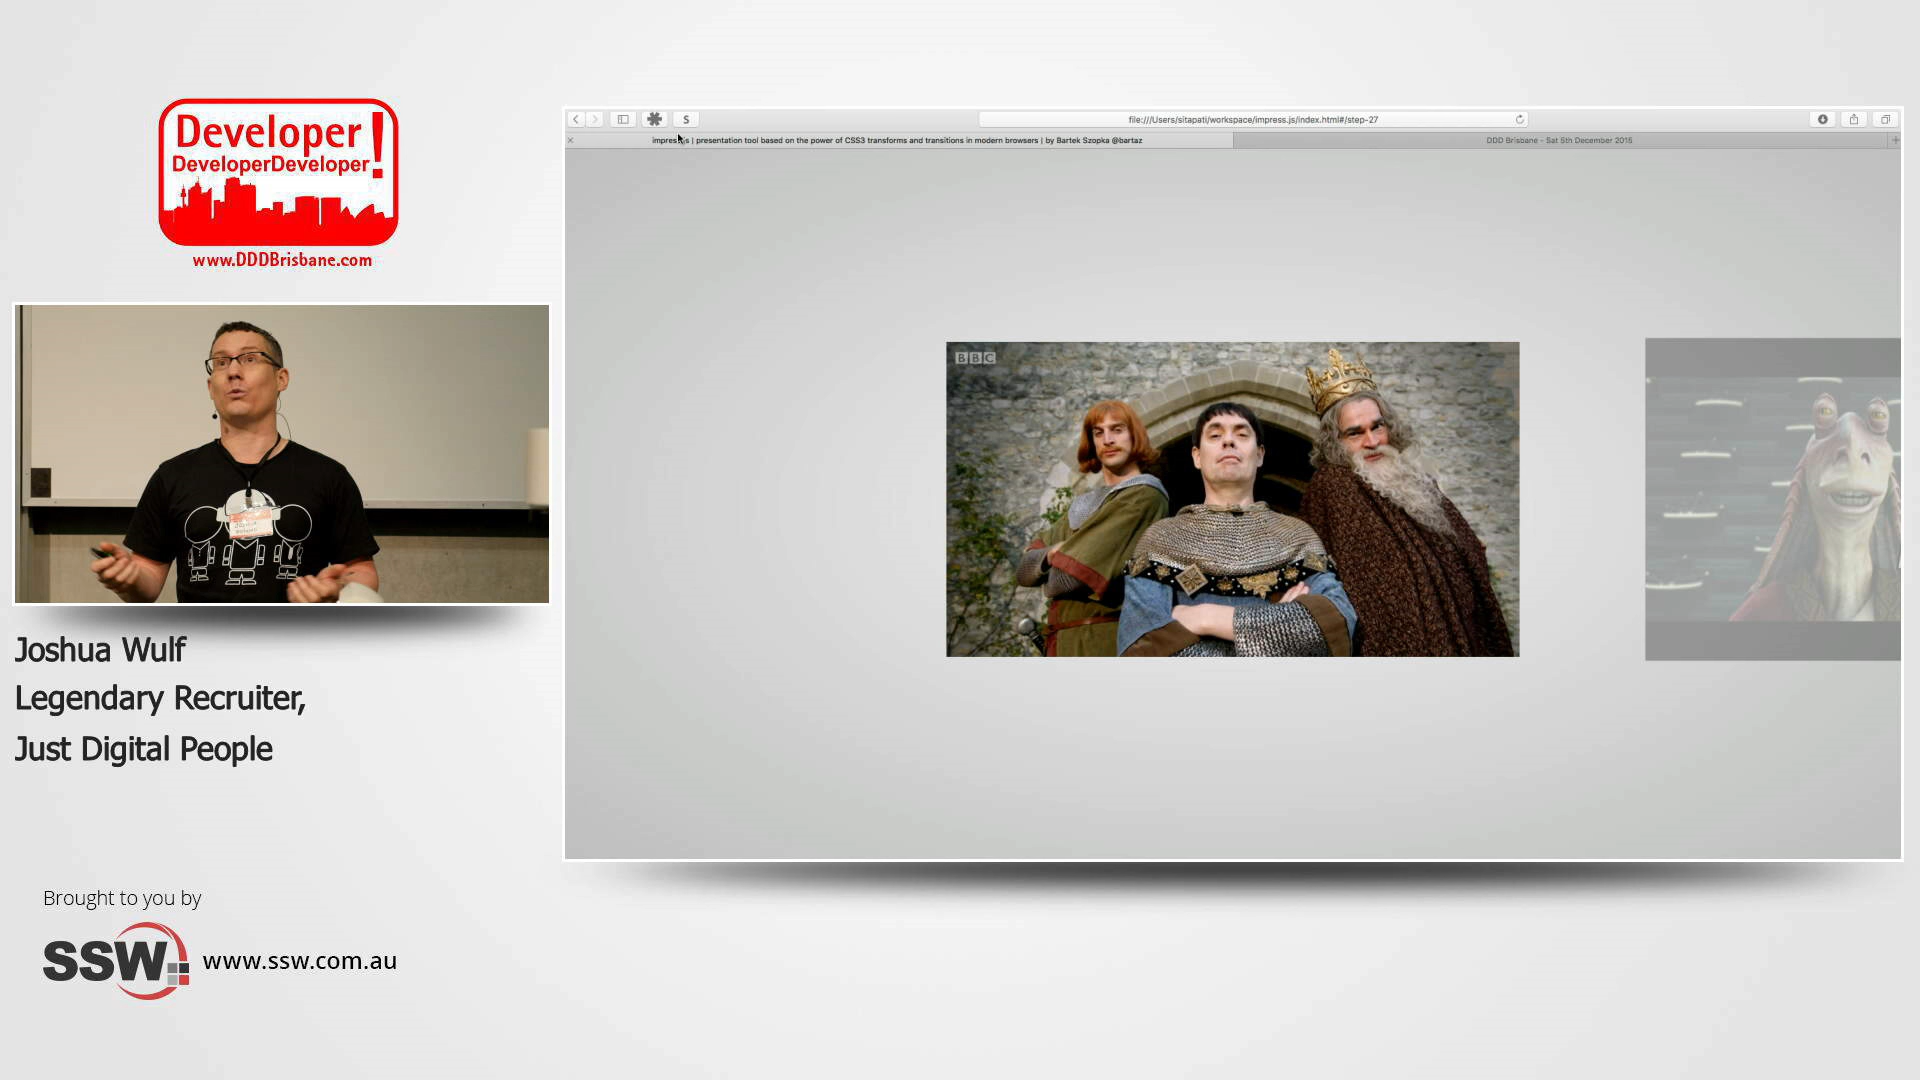 Developer!
DeveloperDeveloper
www.DDDBrisbane.com
S
file:///Users/sitapati/workspace/impress.js/index.html#/step-27
presentation tool based on the power of CSS3 transforms and transitions in modern browsers | by Bartek Szopka @bartaz
DDD Brisbane - Sat 5th December 2015
BBC
Joshua Wulf
Legendary Recruiter,
Just Digital People
Brought to you by
SSW
www.ssw.com.au